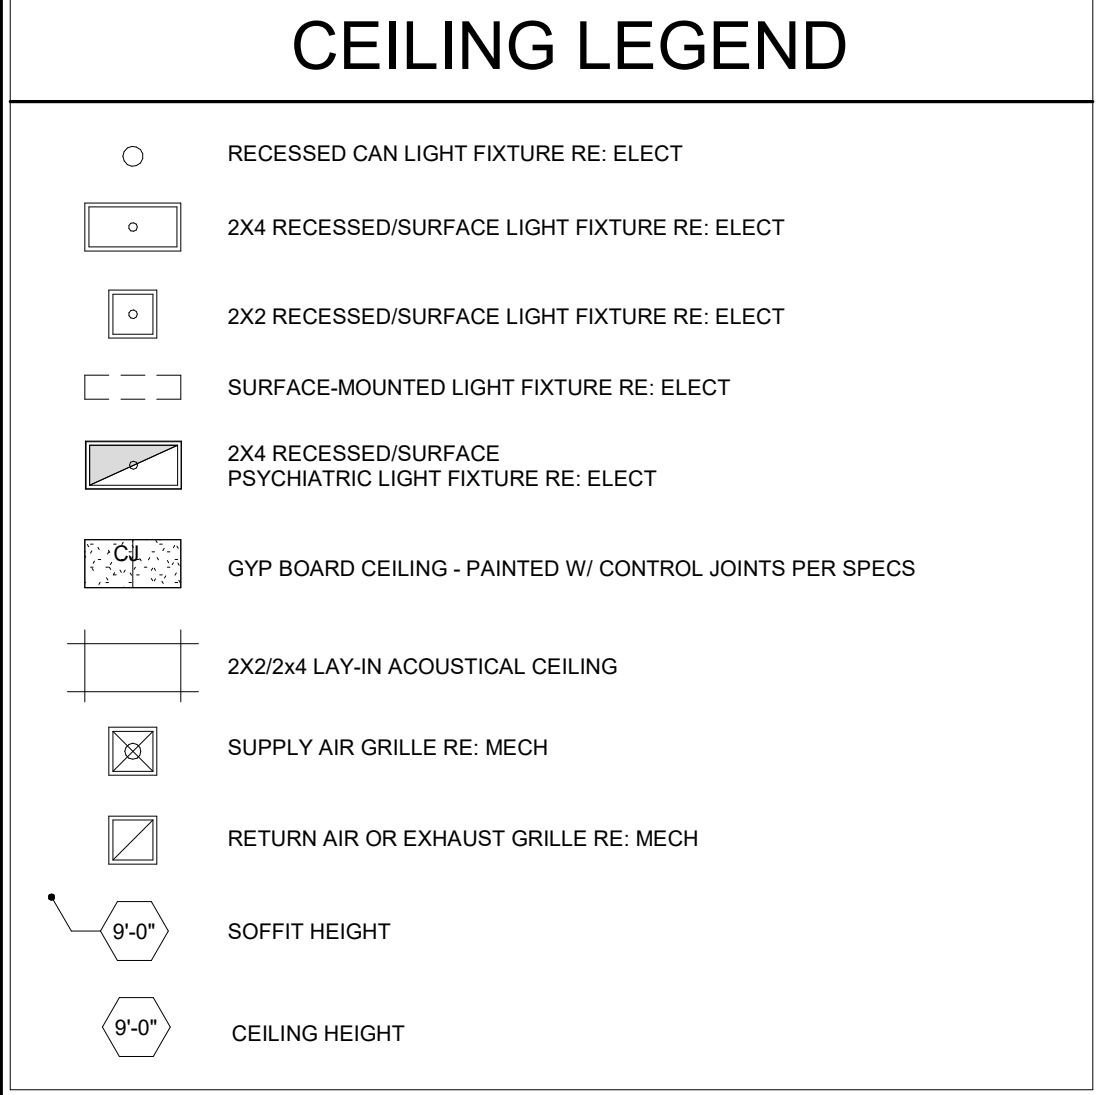 CEILING LEGEND
RECESSED CAN LIGHT FIXTURE RE: ELECT
2X4 RECESSED/SURFACE LIGHT FIXTURE RE: ELECT
2X2 RECESSED/SURFACE LIGHT FIXTURE RE: ELECT
SURFACE-MOUNTED LIGHT FIXTURE RE: ELECT
2X4 RECESSED/SURFACE
PSYCHIATRIC LIGHT FIXTURE RE: ELECT
CJ
GYP BOARD CEILING - PAINTED W/ CONTROL JOINTS PER SPECS
2X2/2x4 LAY-IN ACOUSTICAL CEILING
SUPPLY AIR GRILLE RE: MECH
RETURN AIR OR EXHAUST GRILLE RE: MECH
9'-0" SOFFIT HEIGHT
9'-0" CEILING HEIGHT